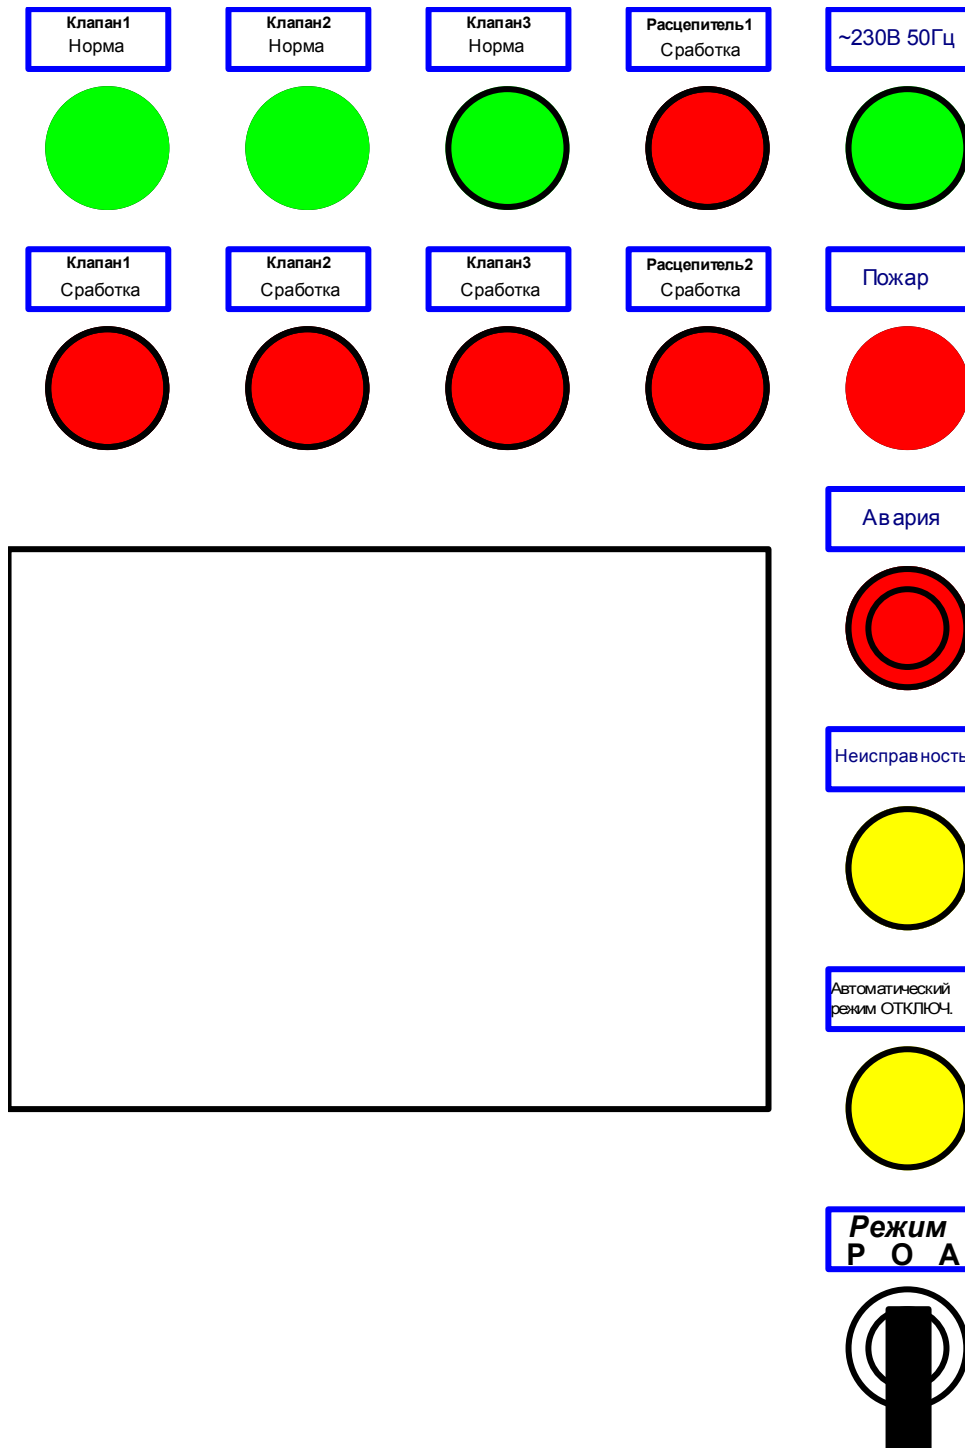 Клапан1
Норма
Клапан2
Норма
Клапан3
Норма
Расцепитель1
Сработка
~230В 50Гц
Клапан1
Сработка
Клапан2
Сработка
Клапан3
Сработка
Расцепитель2
Сработка
Пожар
Авария
Неисправность
Автоматический
режим ОТКЛЮЧ.
Режим
Р О А